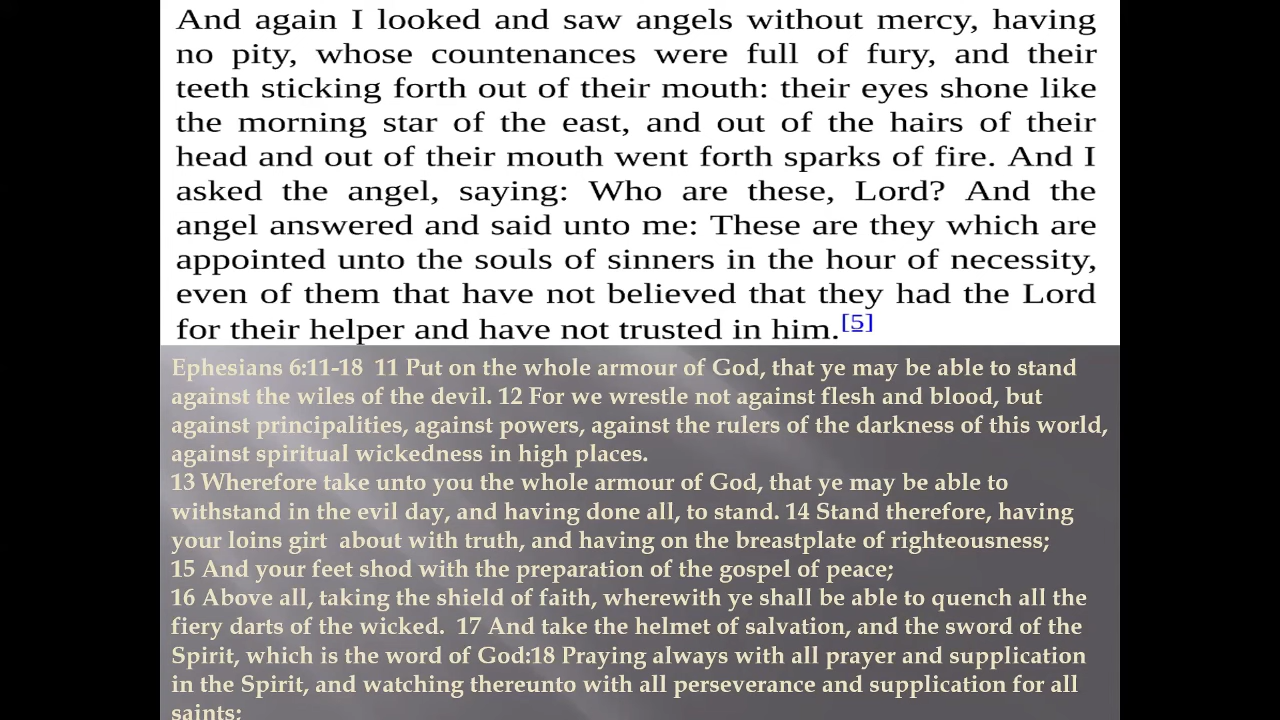 And again I looked and saw angels without mercy, having
no pity, whose countenances were full of fury, and their
teeth sticking forth out of their mouth: their eyes shone like
the morning star of the east, and out of the hairs of their
head and out of their mouth went forth sparks of fire. And I
asked the angel, saying: Who are these, Lord? And the
angel answered and said unto me: These are they which are
appointed unto the souls of sinners in the hour of necessity,
even of them that have not believed that they had the Lord
for their helper and have not trusted in him.[5]
Ephesians 6:11-18 11 Put on the whole armour of God, that ye may be able to stand
against the wiles of the devil. 12 For we wrestle not against flesh and blood, but
against principalities, against powers, against the rulers of the darkness of this world,
against spiritual wickedness in high places.
13 Wherefore take unto you the whole armour of God, that ye may be able to
withstand in the evil day, and having done all, to stand. 14 Stand therefore, having
your loins girt about with truth, and having on the breastplate of righteousness;
15 And your feet shod with the preparation of the gospel of peace;
16 Above all, taking the shield of faith, wherewith ye shall be able to quench all the
fiery darts of the wicked. 17 And take the helmet of salvation, and the sword of the
Spirit, which is the word of God:18 Praying always with all prayer and supplication
in the Spirit, and watching thereunto with all perseverance and supplication for all
saints;